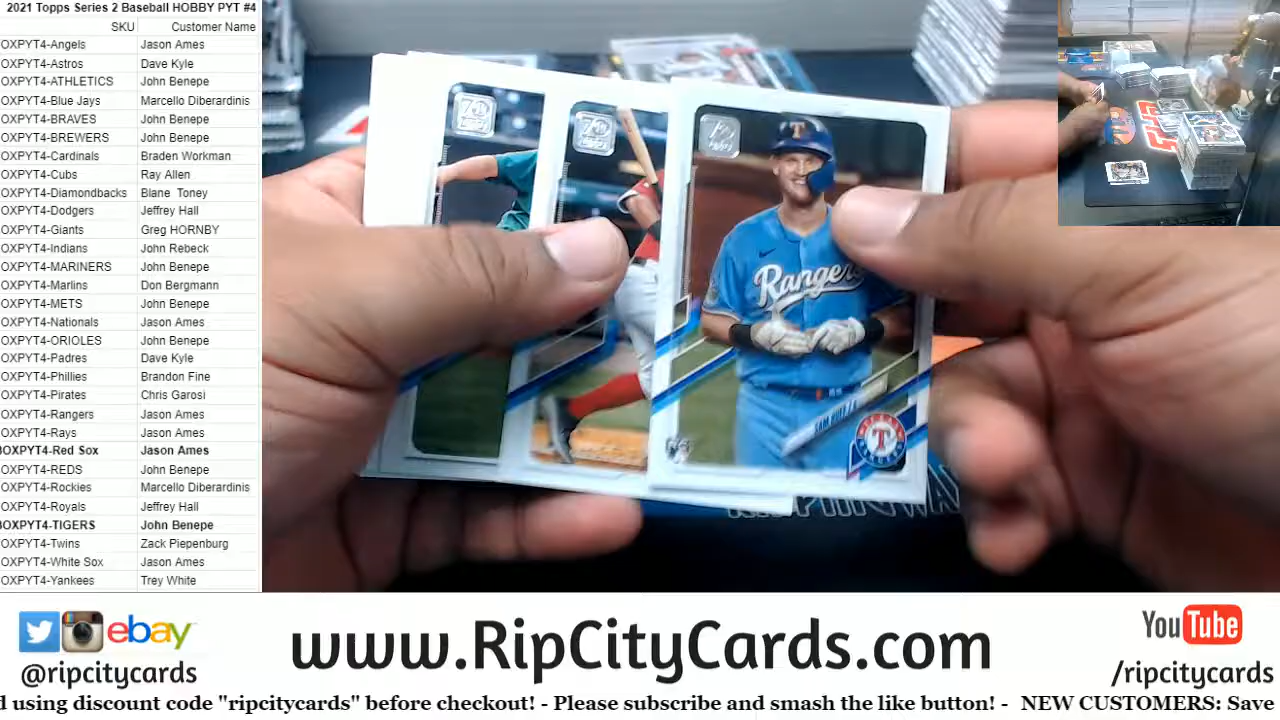 2021 Topps Series 2 Baseball HOBBY PYT #4
SKU Customer Name
OXPYT4-Angels Jason Ames
OXPYT4-Astros Dave Kyle
OXPYT4-ATHLETICS John Benepe
OXPYT4-Blue Jays Marcello Diberardinis
OXPYT4-BRAVES John Benepe
OXPYT4-BREWERS John Benepe
OXPYT4-Cardinals Braden Workman
OXPYT4-Cubs Ray Allen
OXPYT4-Diamondbacks Blane Toney
OXPYT4-Dodgers Jeffrey Hall
OXPYT4-Giants Greg HORNBY
OXPYT4-Indians John Rebeck
OXPYT4-MARINERS John Benepe
OXPYT4-Marlins Don Bergmann
OXPYT4-METS John Benepe
OXPYT4-Nationals Jason Ames
OXPYT4-ORIOLES John Benepe
OXPYT4-Padres Dave Kyle
OXPYT4-Phillies Brandon Fine
OXPYT4-Pirates Chris Garosi
OXPYT4-Rangers Jason Ames
OXPYT4-Rays Jason Ames
OXPYT4-Red Sox Jason Ames
OXPYT4-REDS John Benepe
OXPYT4-Rockies Marcello Diberardinis
OXPYT4-Royals Jeffrey Hall
OXPYT4-TIGERS John Benepe
OXPYT4-Twins Zack Piepenburg
OXPYT4-White Sox Jason Ames
OXPYT4-Yankees Trey White
70
70
70
T
Rangers
SAM HUFF
T
ebay
@ripcitycards
www.RipCityCards.com
YouTube
/ripcitycards
d using discount code "ripcitycards" before checkout! - Please subscribe and smash the like button! - NEW CUSTOMERS: Save